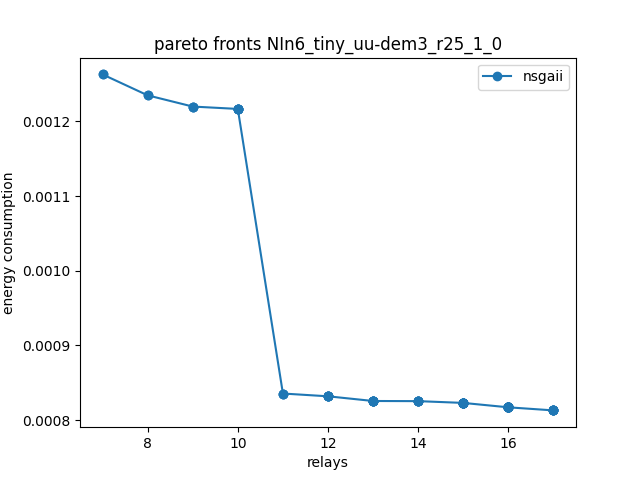 pareto fronts NIn6_tiny_uu-dem3_r25_1_0
nsgaii
energy consumption
0.0012
0.0011
0.0010
0.0009
0.0008
8 10 12 14 16
relays